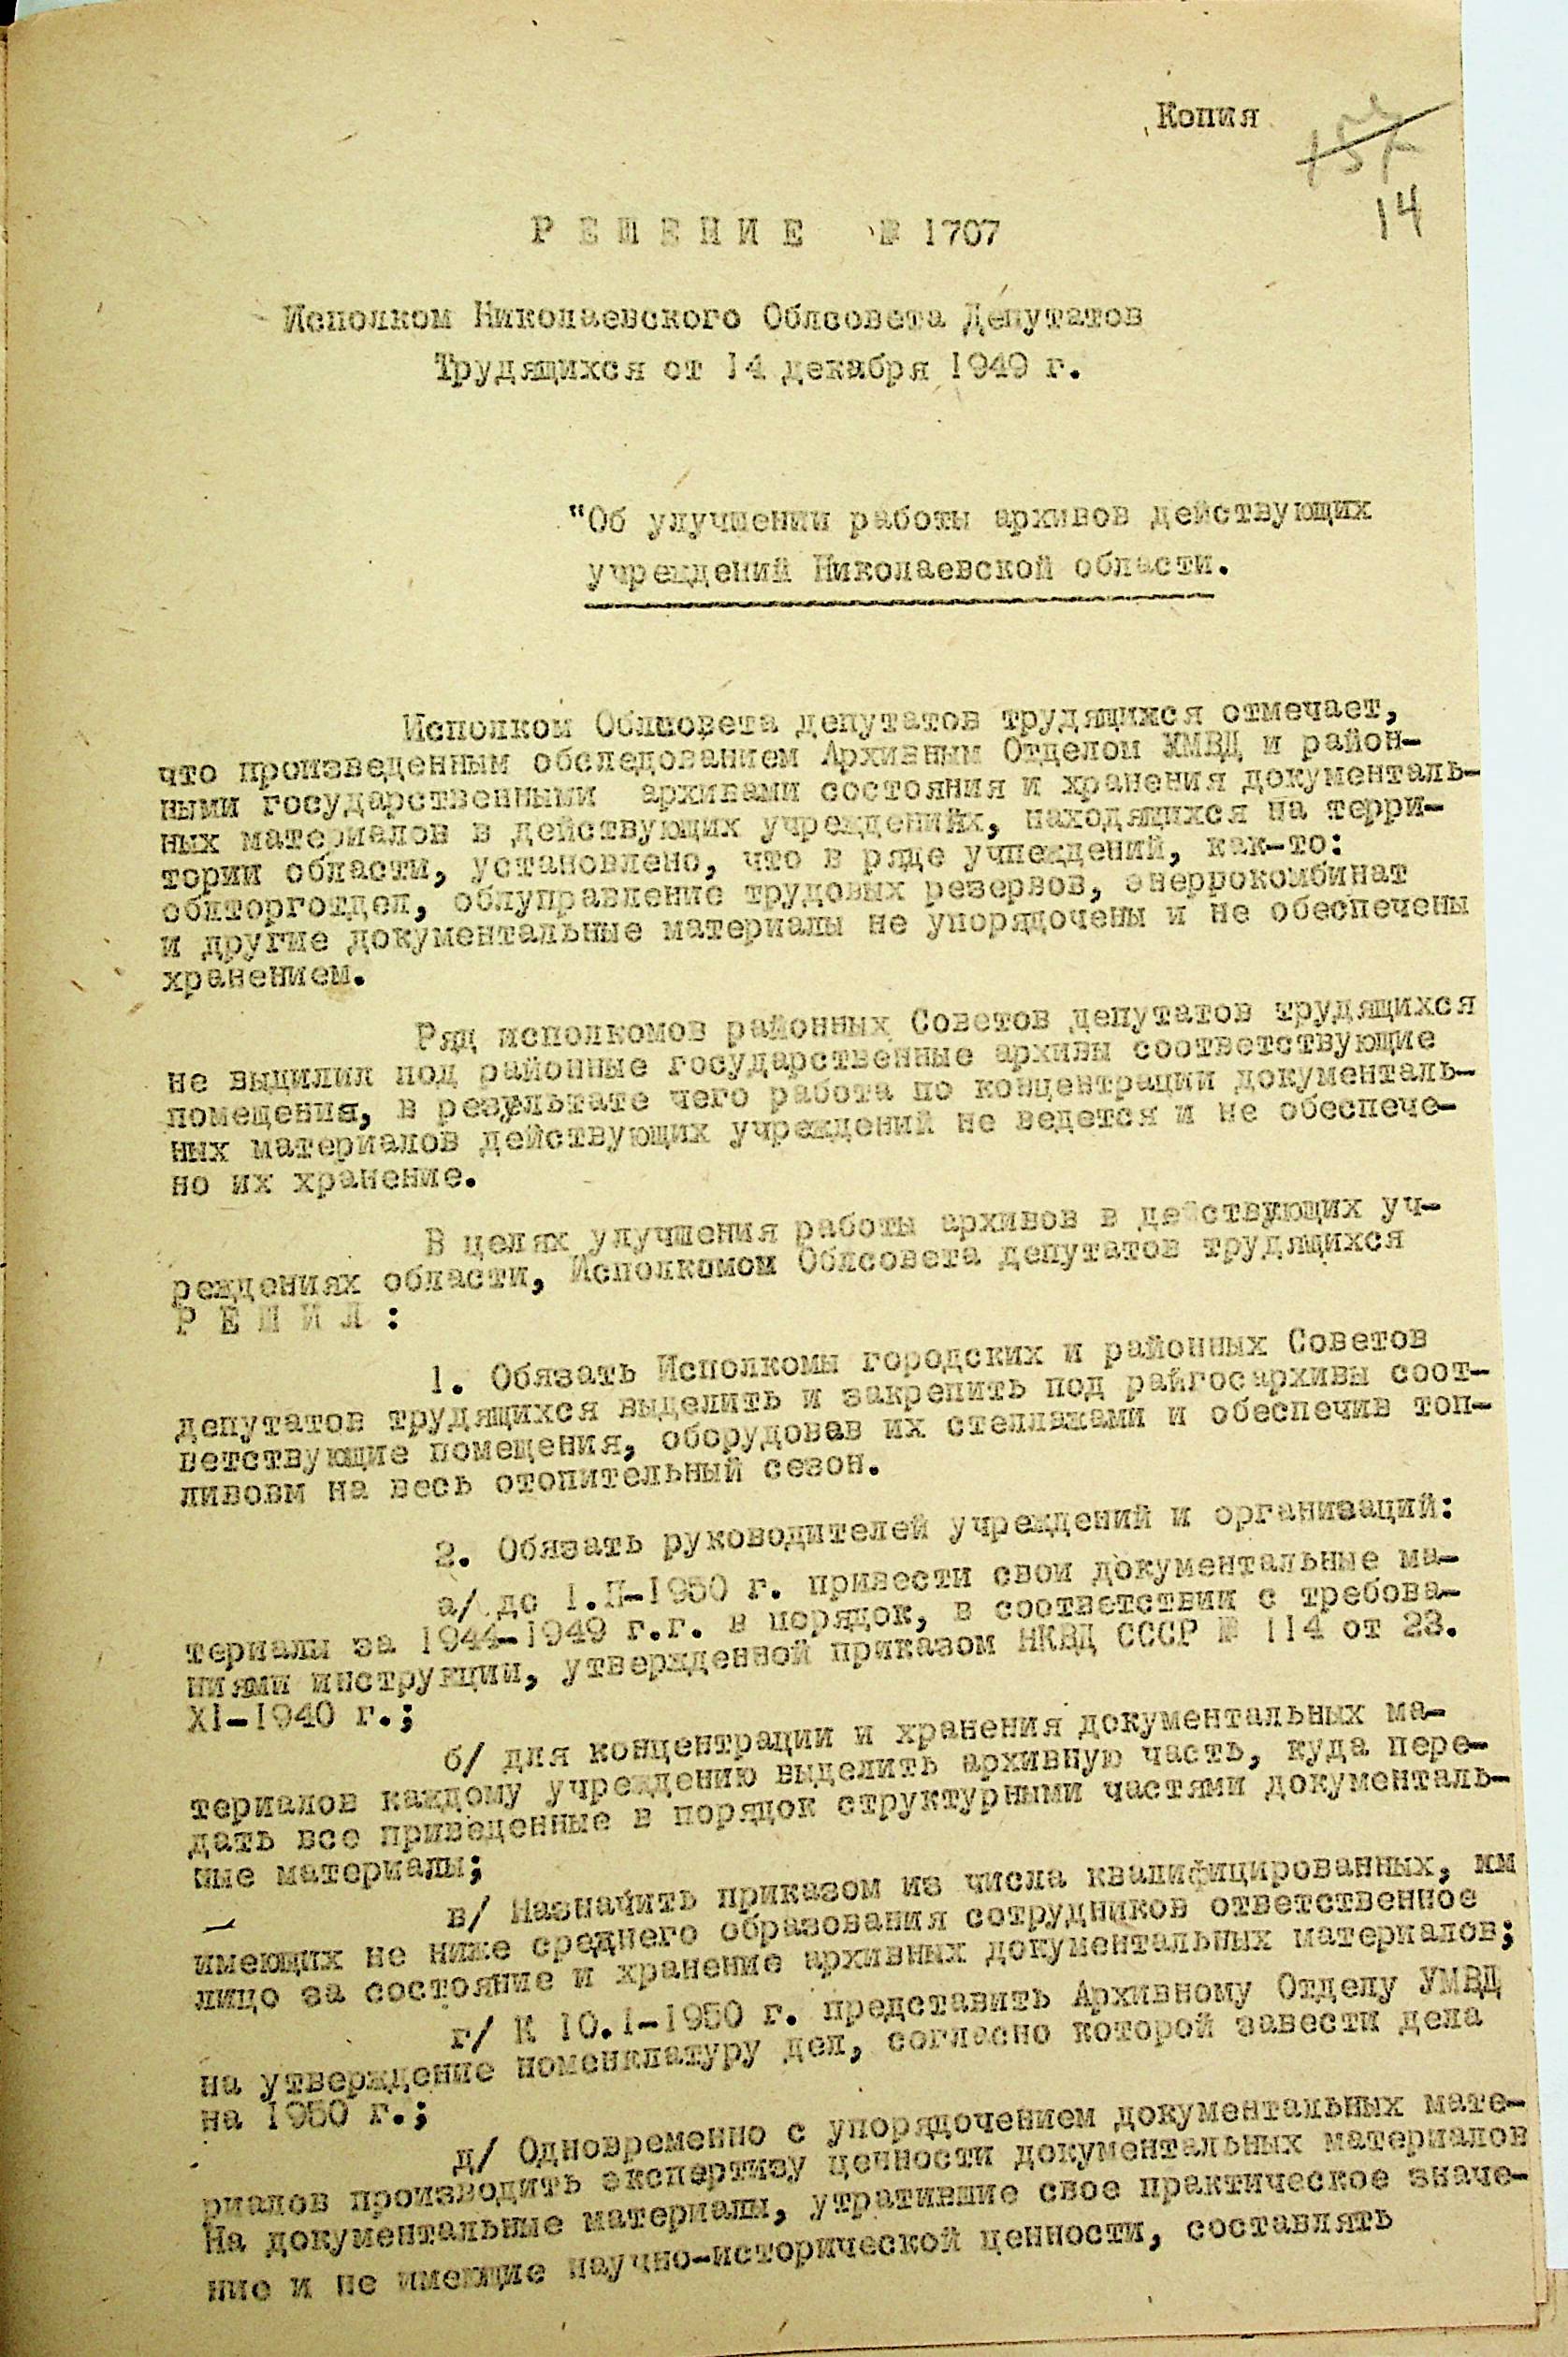 Копия
157
14
Р Е Ш Е Н И Е № 1707
Исполком Николаевского Облсовета Депутатов
Трудящихся от 14 декабря 1949 г.
"Об улучшении работы архивов действующих
учреждений Николаевской области.
Исполком Облсовета депутатов трудящихся отмечает,
что произведенным обследованием Архивным Отделом УМВД и район-
ными государственными архивами состояния и хранения документаль-
ных материалов в действующих учреждениях, находящихся на терри-
тории области, установлено, что в ряде учпеждений, как-то:
облторготдел, облуправление трудовых резервов, энеррокомбинат
и другие документальные материалы не упорядочены и не обеспечены
хранением.
Ряд исполкомов районных Советов депутатов трудящихся
не выцилил под районные государственные архивы соответствующие
помещения, в результате чего работа по концентрации документаль-
ных материалов действующих учреждений не ведется и не обеспече-
но их хранение.
В целях улучшения работы архивов в действующих уч-
реждениях области, Исполкомом Облсовета депутатов трудящихся
Р Е Ш И Л :
1. Обязать Исполкомы городских и районных Советов
депутатов трудящихся выделить и закрепить под райгосархивы соот-
ветствующие помещения, оборудовав их стеллажами и обеспечив топ-
ливовм на весь отопительный сезон.
2. Обязать руководителей учреждений и организаций:
а/ до 1.П-1950 г. привести свои документальные ма-
териалы за 1944-1949 г.г. в порядок, в соответствии с требова-
ниями инструкции, утвержденной приказом НКВД СССР № 114 от 23.
XI-1940 г.;
б/ для концентрации и хранения документальных ма-
териалов каждому учреждению выделить архивную часть, куда пере-
дать все приведенные в порядок структурными частями документаль-
ные материалы;
в/ Назначить приказом из числа квалифицированных, им
имеющих не ниже среднего образования сотрудников ответственное
лицо за состояние и хранение архивных документальных материалов;
г/ К 10.1-1950 г. представить Архивному Отделу УМВД
на утверждение номенклатуру дел, согласно которой завести дела
на 1950 г.;
д/ Одновременно с упорядочением документальных мате-
риалов производить экспертизу ценности документальных материалов
На документальные материалы, утратившие свое практическое значе-
ние и не имеющие научно-исторической ценности, составлять